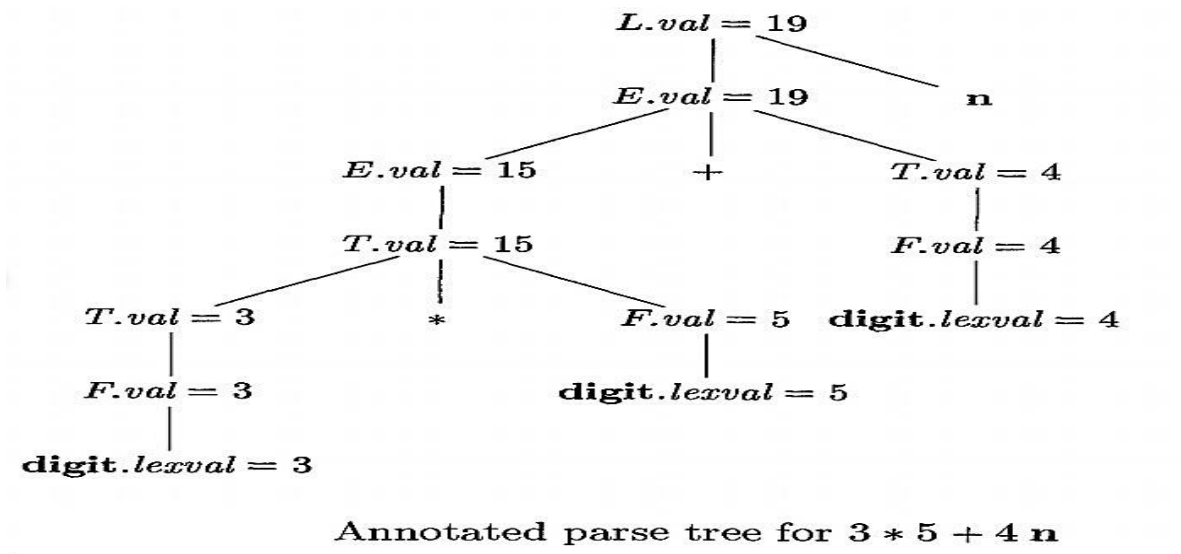 L.val = 19
E.val = 19 n
E.val = 15 + T.val = 4
T.val = 15 F.val = 4
T.val = 3 * F.val = 5 digit.lexval = 4
F.val = 3 digit.lexval = 5
digit.lexval = 3
Annotated parse tree for 3 * 5 + 4 n